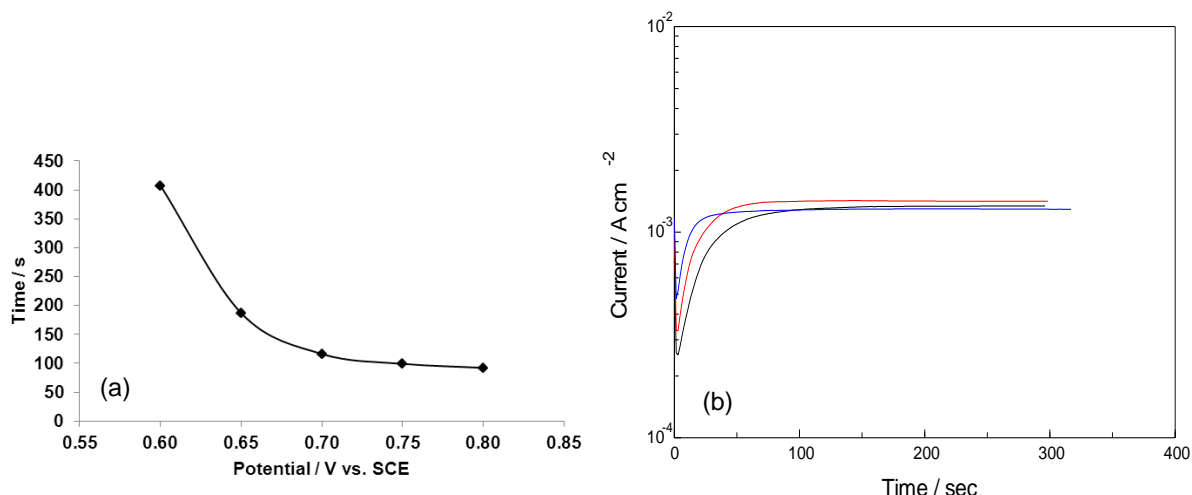 450
400
350
300
250
200
150
100
50
0
Time / s
(a)
0.55 0.60 0.65 0.70 0.75 0.80 0.85
Potential / V vs. SCE
10⁻²
10⁻³
10⁻⁴
Current / A cm ⁻²
(b)
0 100 200 300 400
Time / sec